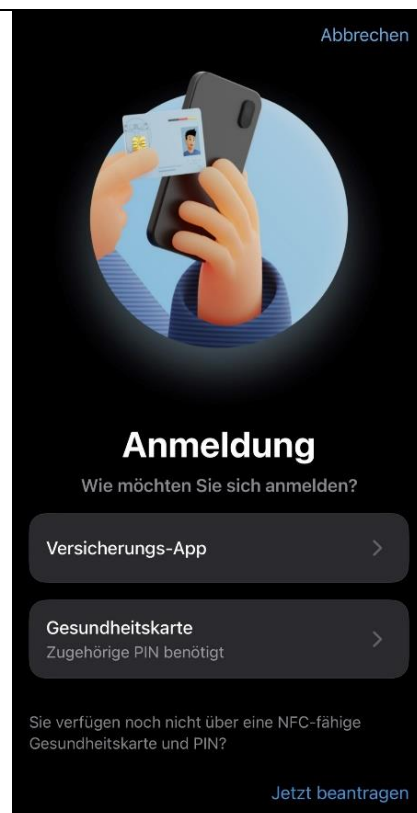 Abbrechen
Anmeldung
Wie möchten Sie sich anmelden?
Versicherungs-App
Gesundheitskarte
Zugehörige PIN benötigt
Sie verfügen noch nicht über eine NFC-fähige
Gesundheitskarte und PIN?
Jetzt beantragen